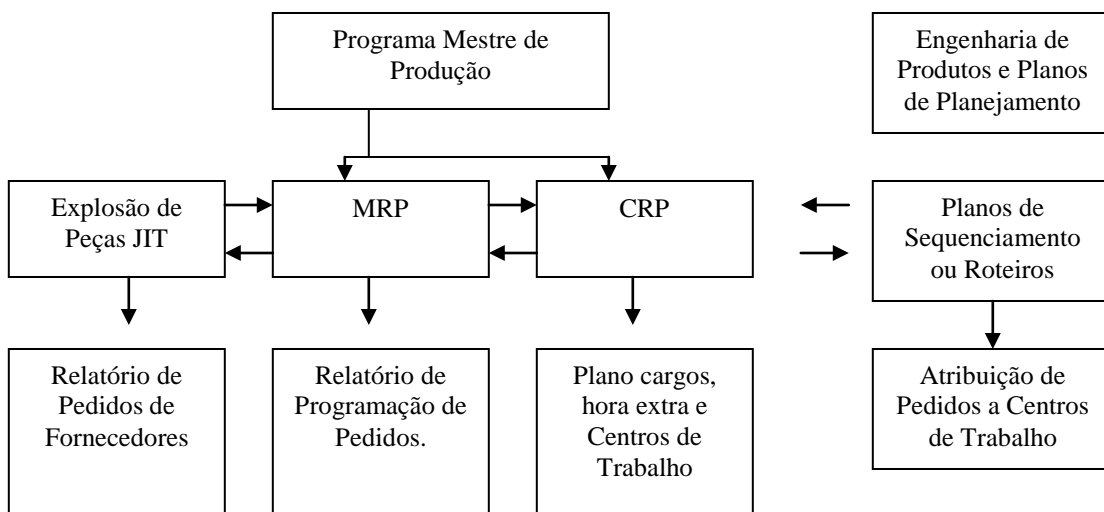 Programa Mestre de
Produção
Engenharia de
Produtos e Planos
de Planejamento
Explosão de
Peças JIT
MRP
CRP
Planos de
Sequenciamento
ou Roteiros
Relatório de
Pedidos de
Fornecedores
Relatório de
Programação de
Pedidos.
Plano cargos,
hora extra e
Centros de
Trabalho
Atribuição de
Pedidos a Centros
de Trabalho